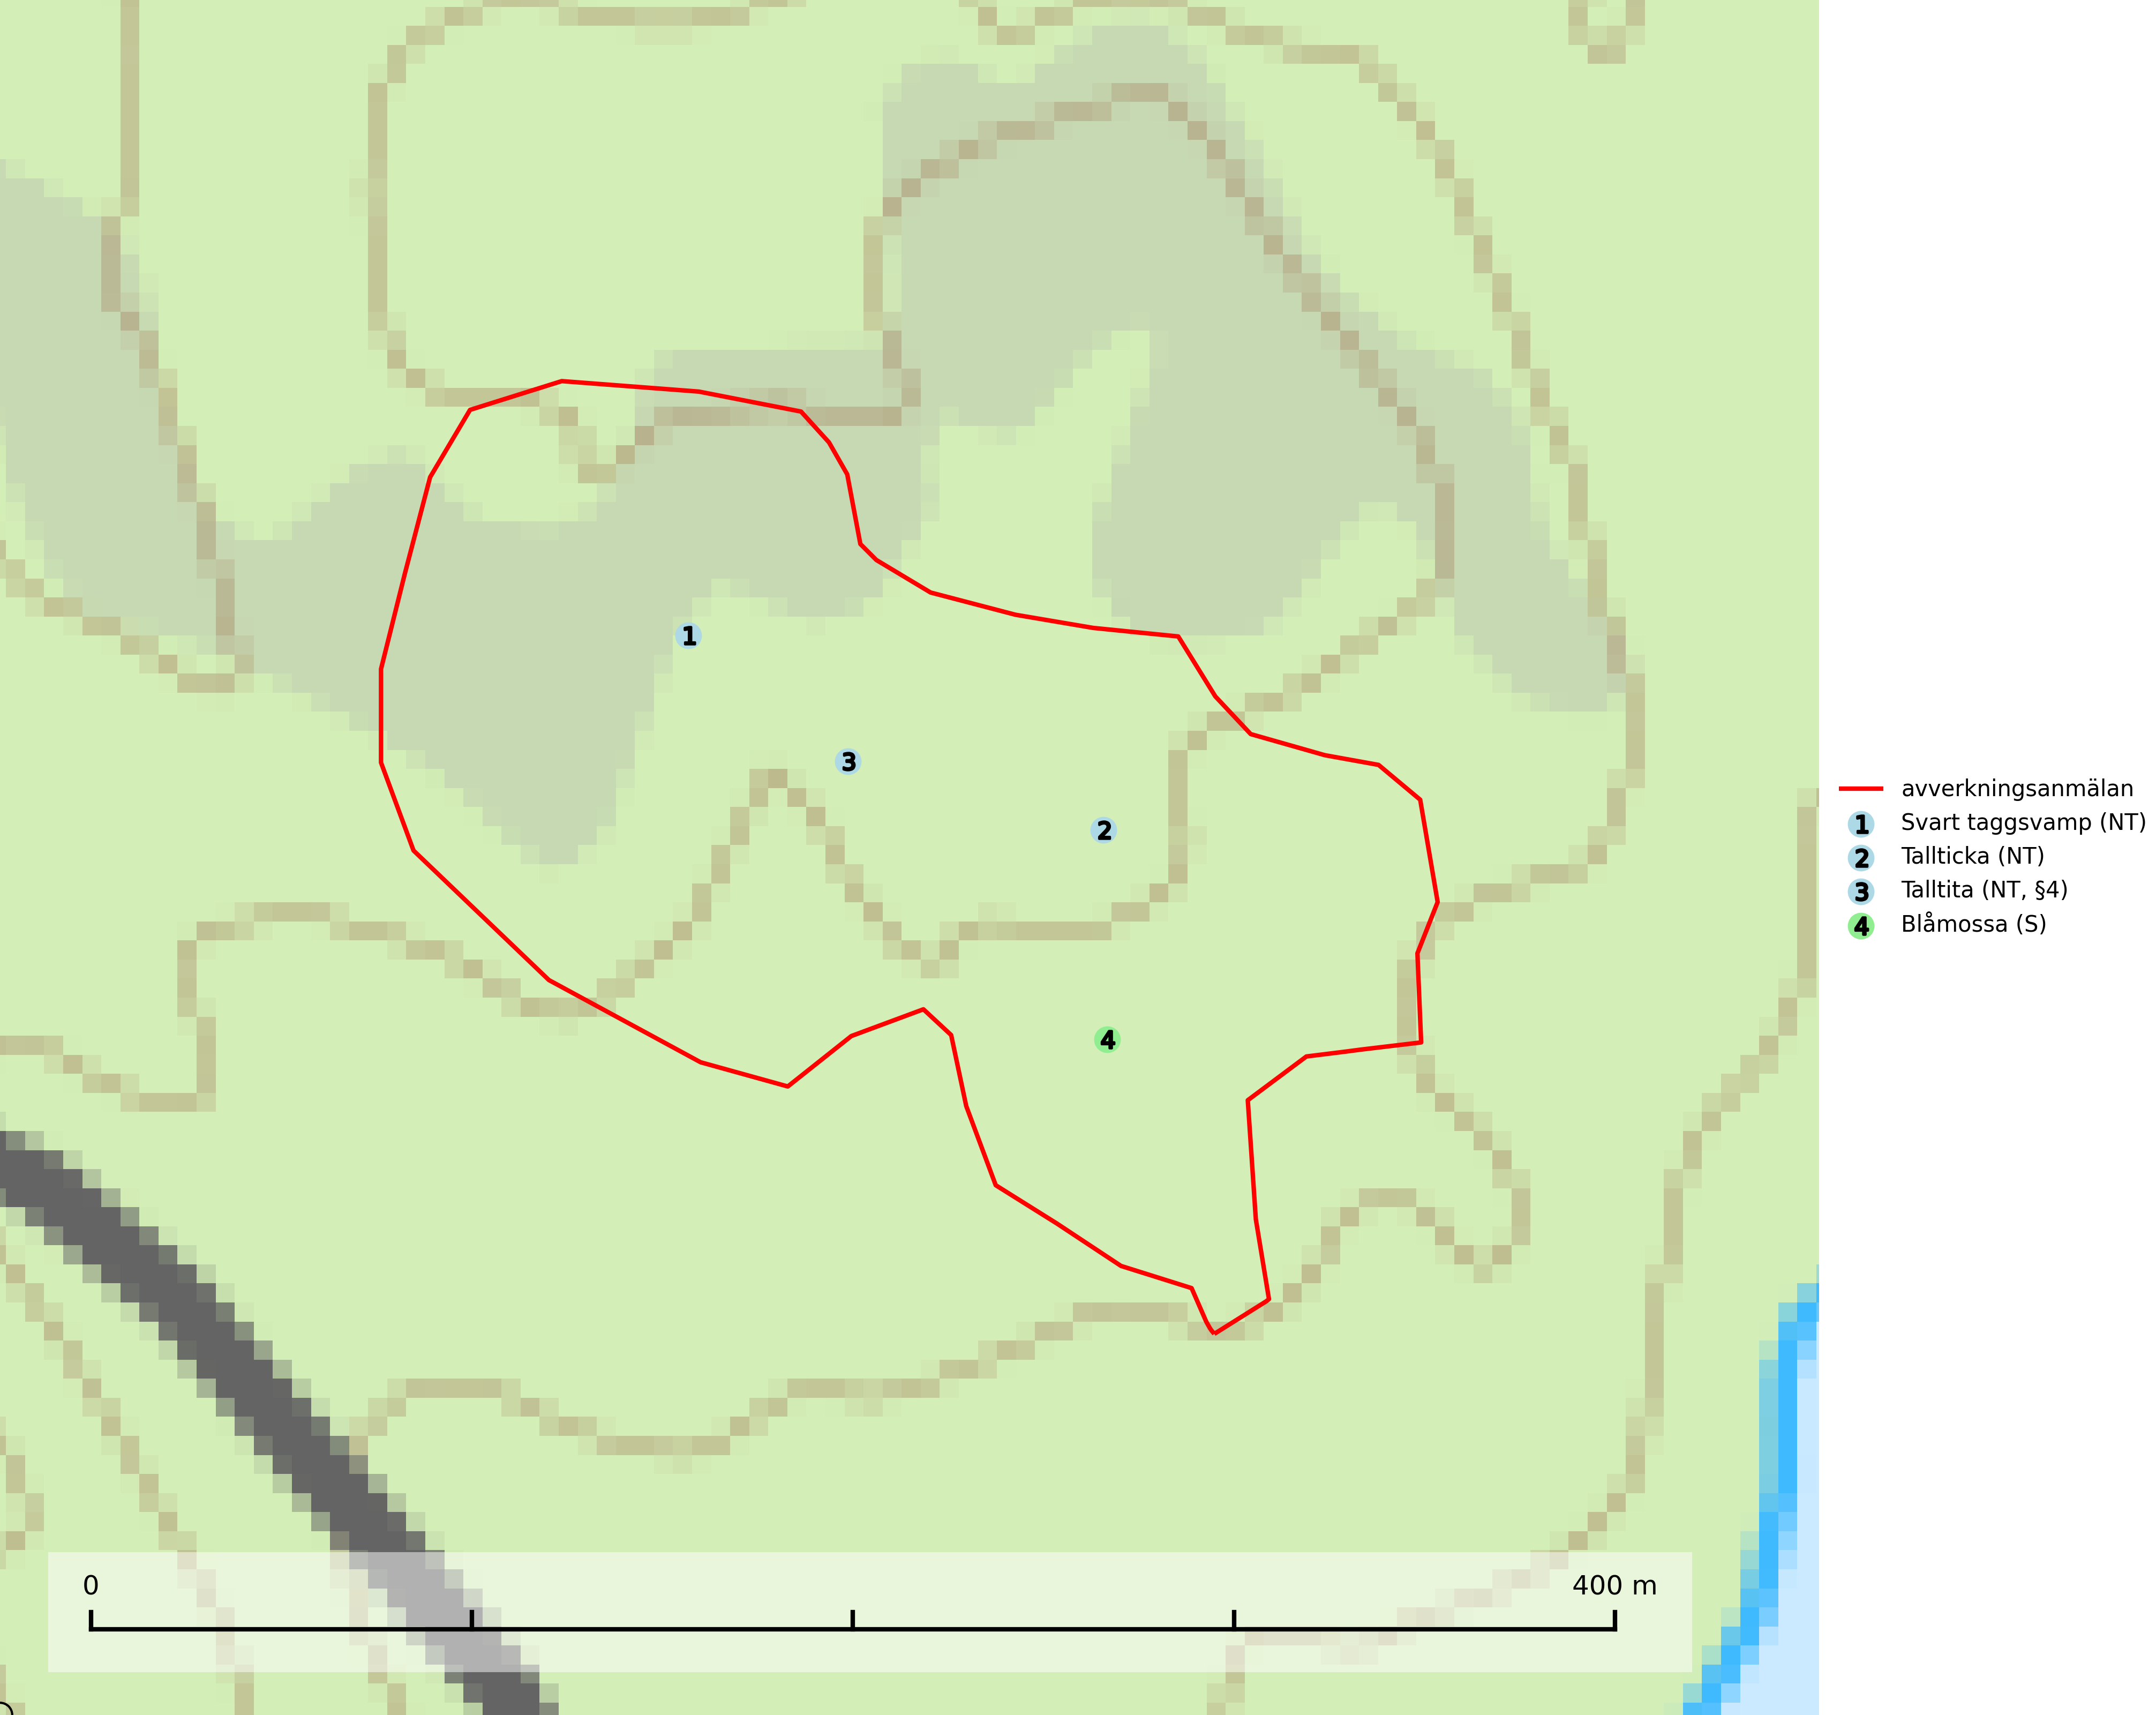 1
3
2
4
avverkningsanmälan
1 Svart taggsvamp (NT)
2 Tallticka (NT)
3 Talltita (NT, §4)
4 Blåmossa (S)
0 400 m